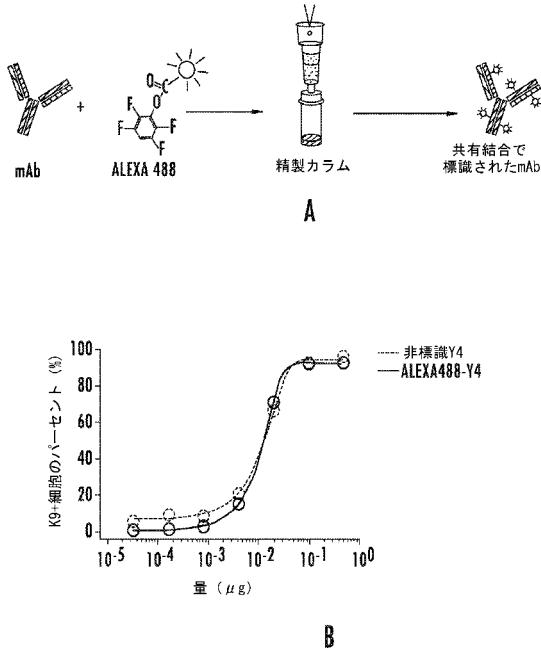 mAb
+
O
C
O
F
F
F
F
ALEXA 488
精製カラム
共有結合で
標識されたmAb
A
K9+細胞のパーセント (%)
100
80
60
40
20
0
10-5
10-4
10-3
10-2
10-1
100
量 (μg)
非標識Y4
ALEXA488-Y4
B